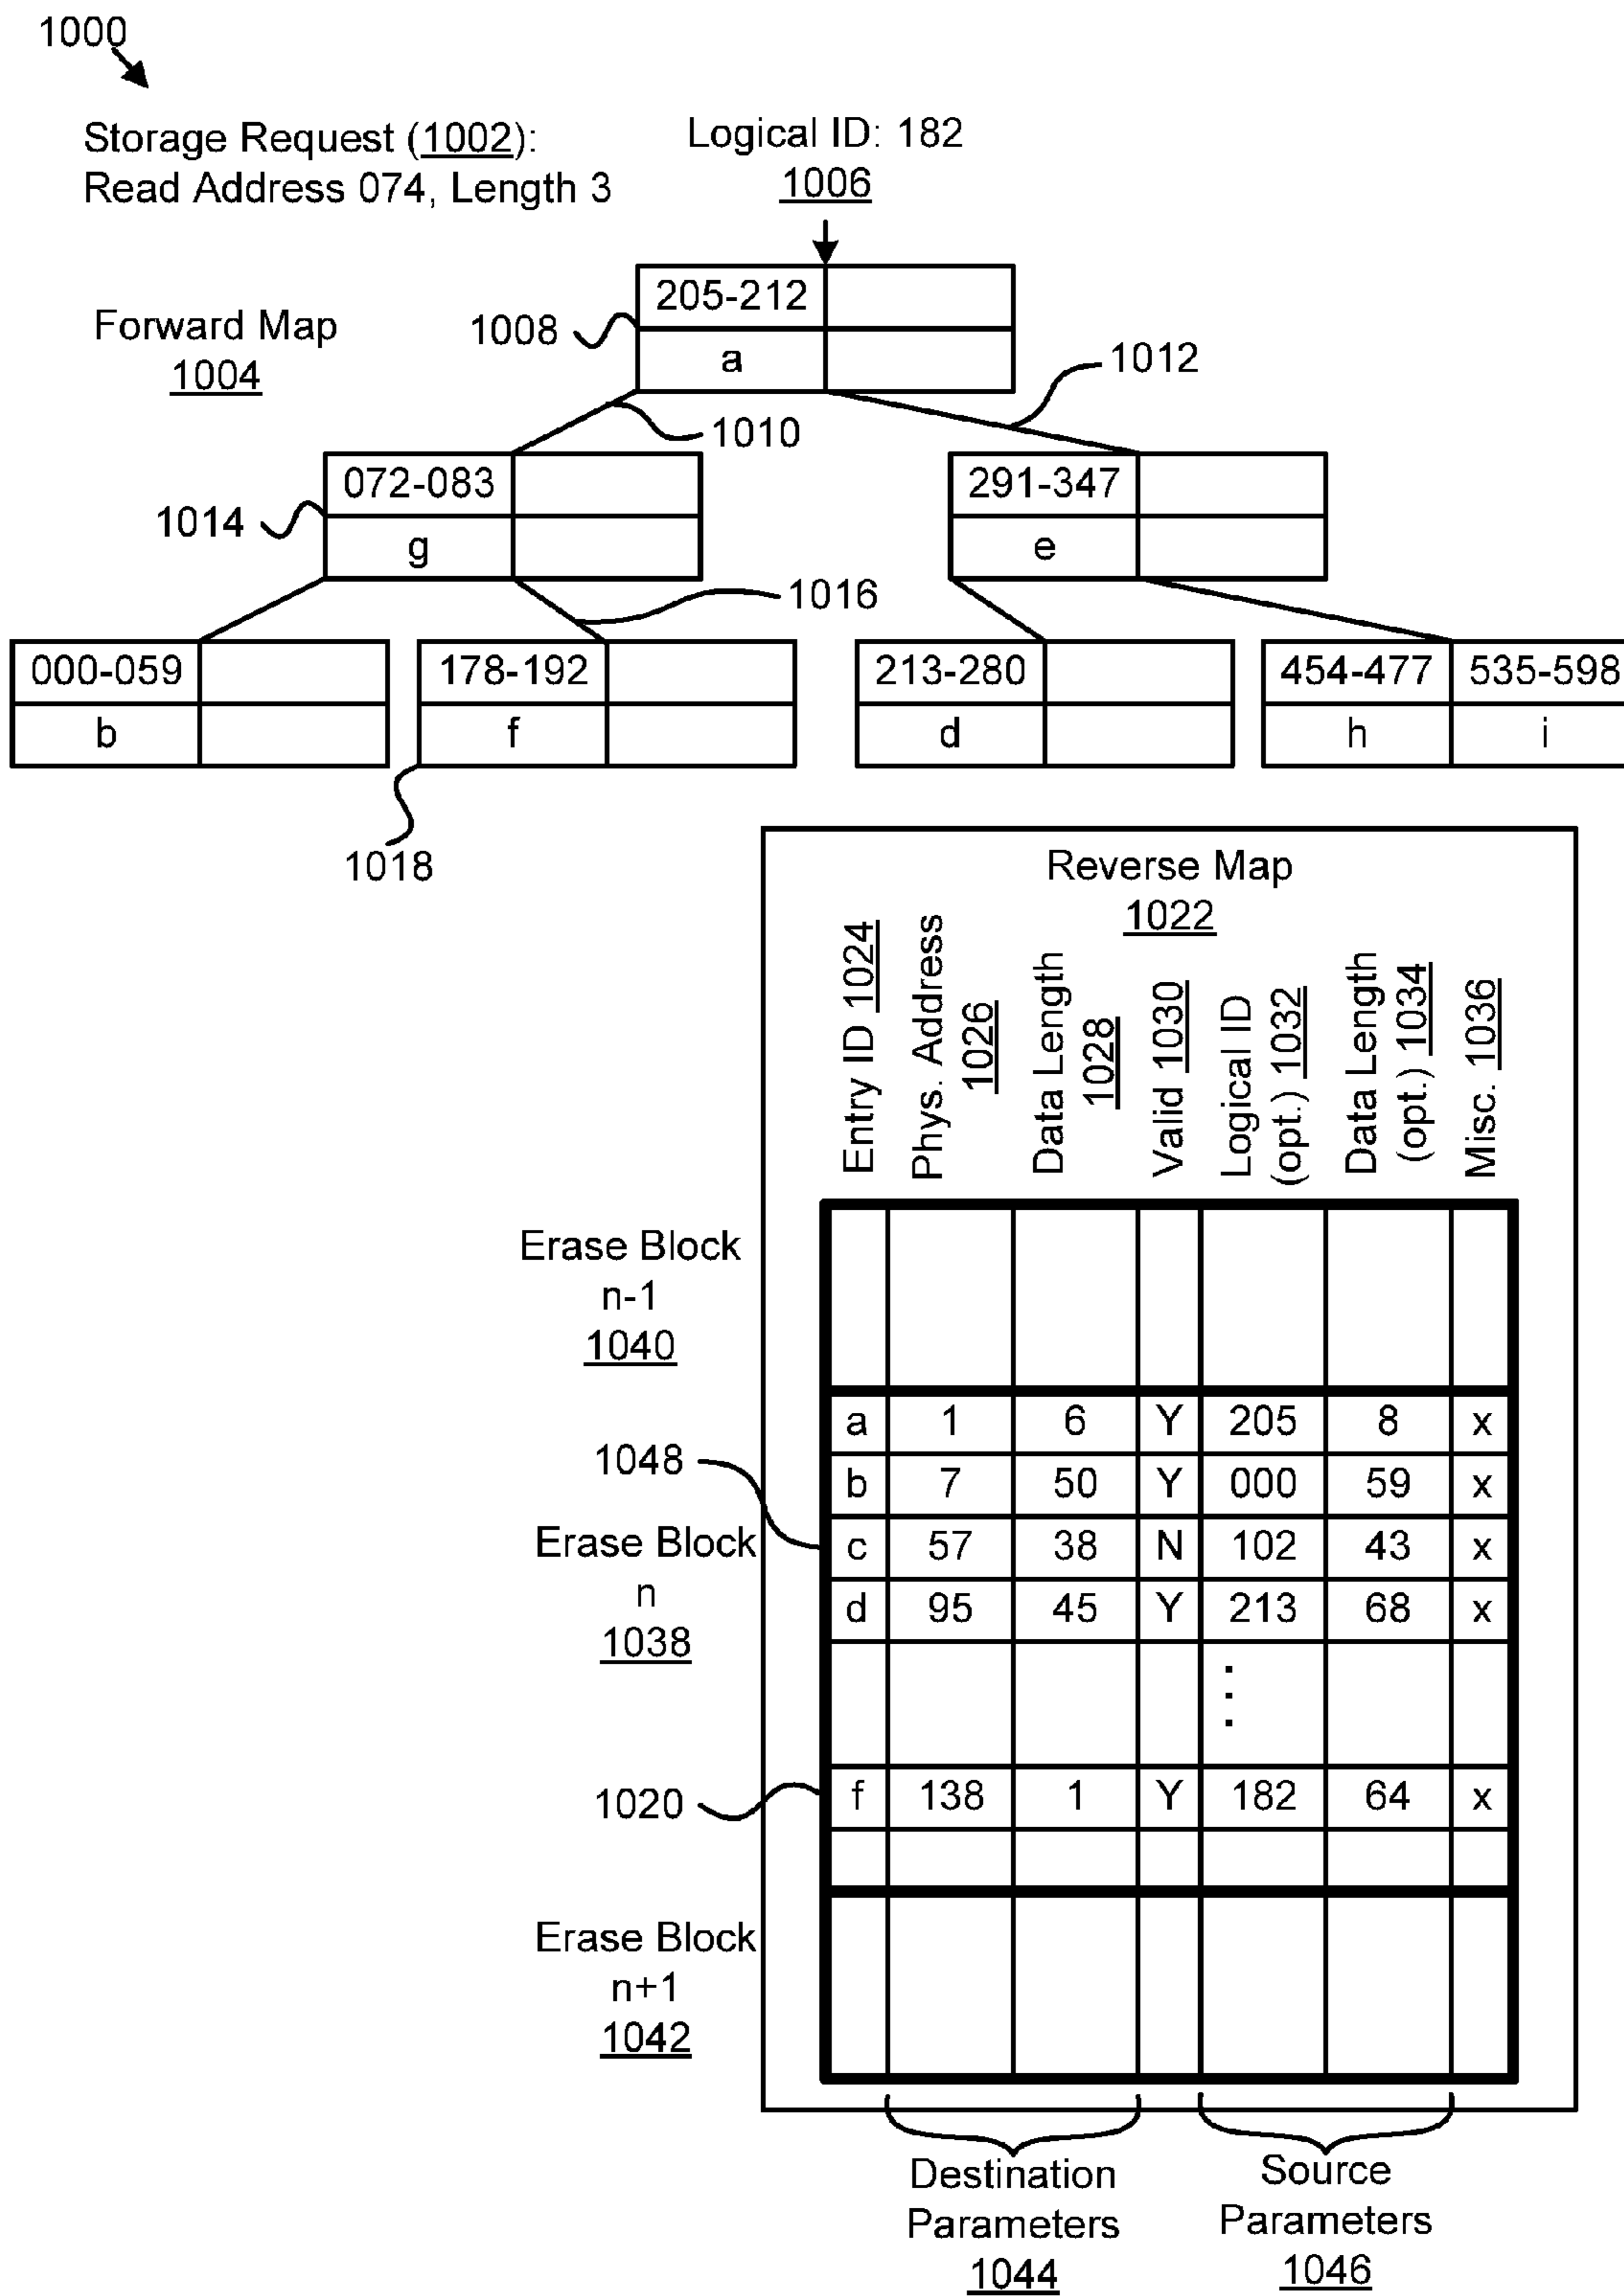 1000
Storage Request (1002):
Read Address 074, Length 3
Logical ID: 182
1006
Forward Map
1004
1008
205-212
a
1012
1010
072-083
g
1014
291-347
e
1016
000-059
b
178-192
f
213-280
d
454-477 535-598
h i
1018
Reverse Map
1022
Entry ID 1024
Phys. Address
1026
Data Length
1028
Valid 1030
Logical ID
(opt.) 1032
Data Length
(opt.) 1034
Misc. 1036
Erase Block
n-1
1040
a 1 6 Y 205 8 x
1048
b 7 50 Y 000 59 x
Erase Block
n
1038
c 57 38 N 102 43 x
d 95 45 Y 213 68 x
⋮
1020
f 138 1 Y 182 64 x
Erase Block
n+1
1042
Destination
Parameters
1044
Source
Parameters
1046